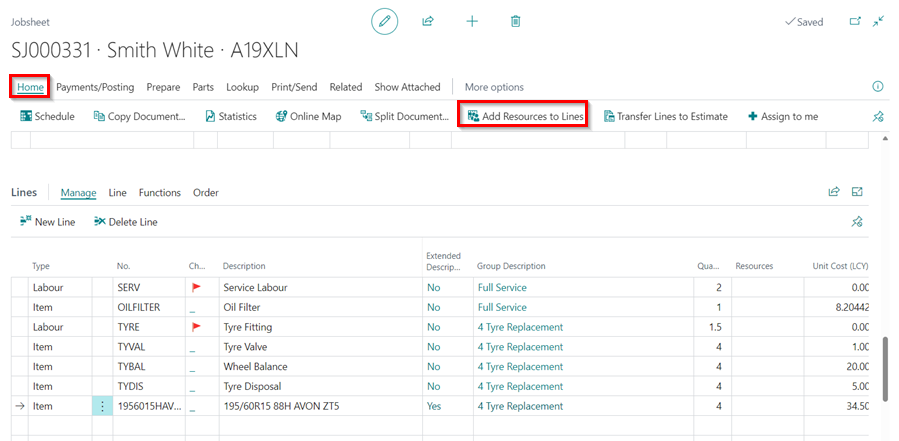 Jobsheet
Saved
SJ000331 · Smith White · A19XLN
Home Payments/Posting Prepare Parts Lookup Print/Send Related Show Attached More options
Schedule Copy Document... Statistics Online Map Split Document... Add Resources to Lines Transfer Lines to Estimate Assign to me
Lines Manage Line Functions Order
New Line Delete Line
Type No. Ch... Description Extended Descrip... Group Description Qua... Resources Unit Cost (LCY)
Labour SERV Service Labour No Full Service 2 0.00
Item OILFILTER _ Oil Filter No Full Service 1 8.20442
Labour TYRE Tyre Fitting No 4 Tyre Replacement 1.5 0.00
Item TYVAL _ Tyre Valve No 4 Tyre Replacement 4 1.00
Item TYBAL _ Wheel Balance No 4 Tyre Replacement 4 20.00
Item TYDIS _ Tyre Disposal No 4 Tyre Replacement 4 5.00
Item 1956015HAV... _ 195/60R15 88H AVON ZT5 Yes 4 Tyre Replacement 4 34.50